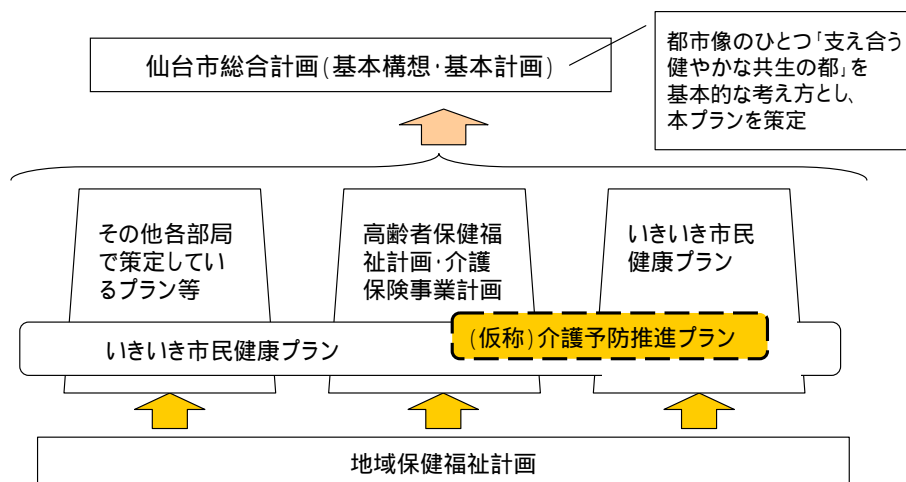 仙台市総合計画(基本構想・基本計画)
都市像のひとつ「支え合う
健やかな共生の都」を
基本的な考え方とし、
本プランを策定
その他各部局
で策定してい
るプラン等
高齢者保健福
祉計画・介護
保険事業計画
いきいき市民
健康プラン
いきいき市民健康プラン
(仮称)介護予防推進プラン
地域保健福祉計画